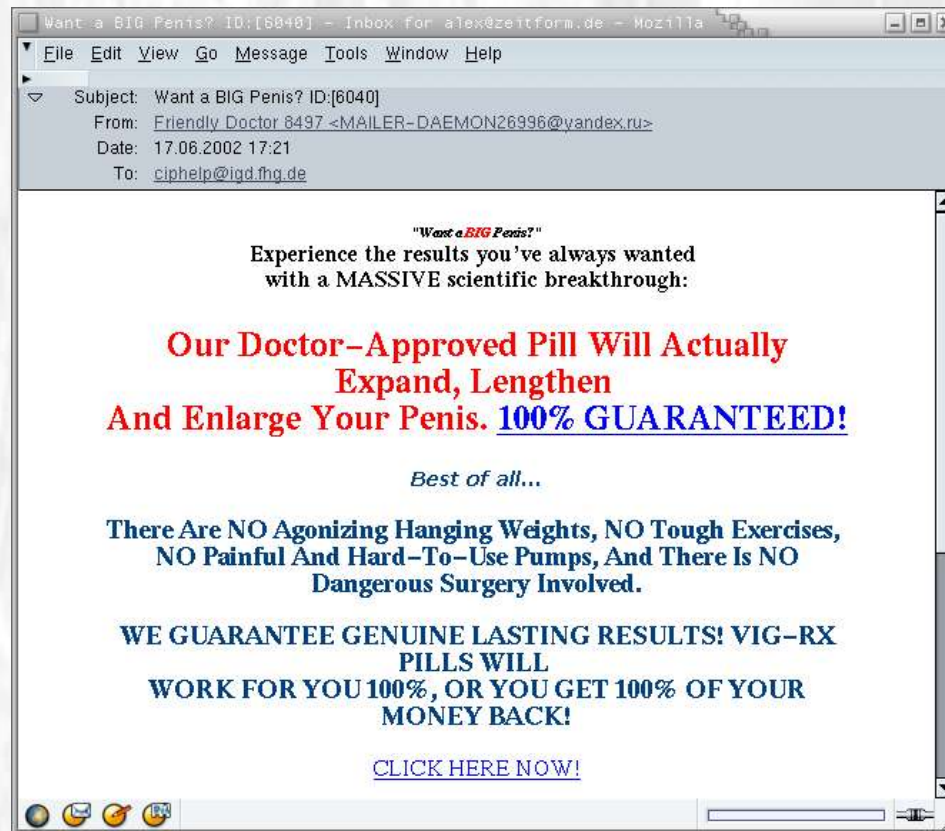 Want a BIG Penis? ID:[6040] - Inbox for alex@zeitform.de - Mozilla
File Edit View Go Message Tools Window Help
Subject: Want a BIG Penis? ID:[6040]
From: Friendly Doctor 8497 <MAILER-DAEMON26996@yandex.ru>
Date: 17.06.2002 17:21
To: ciphelp@igd.fhg.de
"Want a BIG Penis?"
Experience the results you've always wanted
with a MASSIVE scientific breakthrough:
Our Doctor-Approved Pill Will Actually
Expand, Lengthen
And Enlarge Your Penis. 100% GUARANTEED!
Best of all...
There Are NO Agonizing Hanging Weights, NO Tough Exercises,
NO Painful And Hard-To-Use Pumps, And There Is NO
Dangerous Surgery Involved.
WE GUARANTEE GENUINE LASTING RESULTS! VIG-RX
PILLS WILL
WORK FOR YOU 100%, OR YOU GET 100% OF YOUR
MONEY BACK!
CLICK HERE NOW!